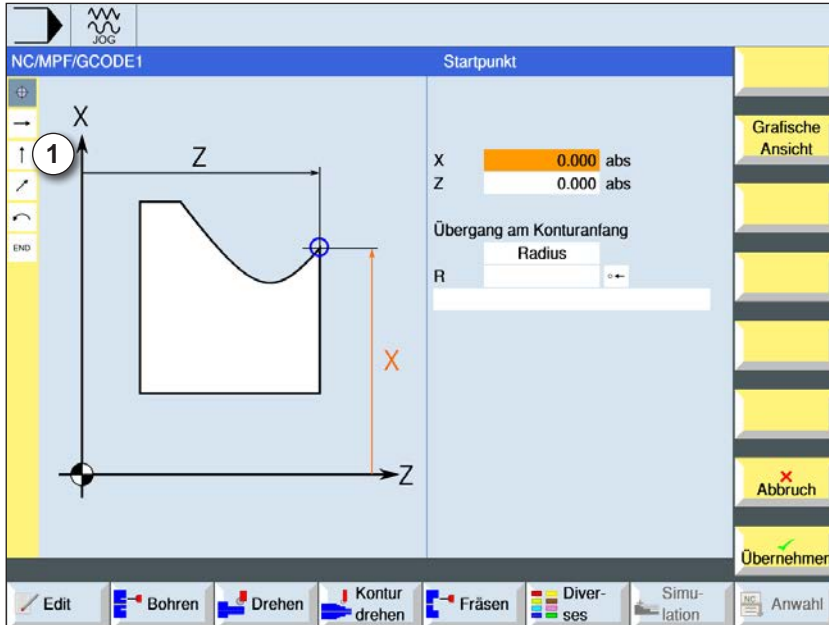 JOG
NC/MPF/GCODE1
Startpunkt
X
1
Z
X
Z
END
X 0.000 abs
Z 0.000 abs
Übergang am Konturanfang
Radius
R
Grafische
Ansicht
Abbruch
Übernehmen
Edit
Bohren
Drehen
Kontur
drehen
Fräsen
Diver-
ses
Simu-
lation
NC
Anwahl